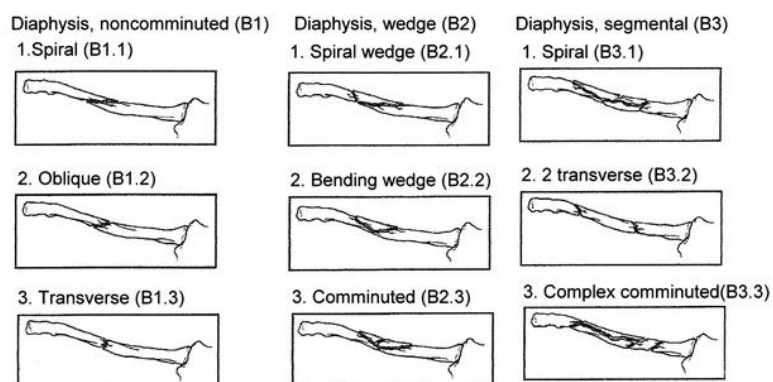 Diaphysis, noncomminuted (B1)
1.Spiral (B1.1)
2. Oblique (B1.2)
3. Transverse (B1.3)
Diaphysis, wedge (B2)
1. Spiral wedge (B2.1)
2. Bending wedge (B2.2)
3. Comminuted (B2.3)
Diaphysis, segmental (B3)
1. Spiral (B3.1)
2. 2 transverse (B3.2)
3. Complex comminuted(B3.3)